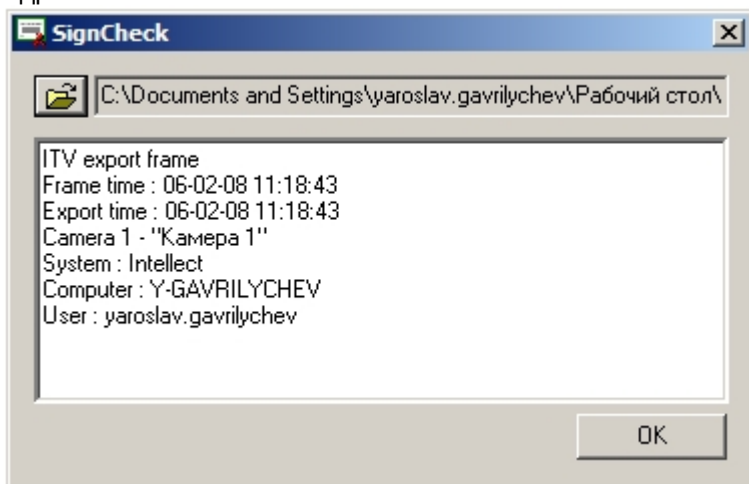 SignCheck
C:\Documents and Settings\yaroslav.gavrilychev\Рабочий стол\
ITV export frame
Frame time : 06-02-08 11:18:43
Export time : 06-02-08 11:18:43
Camera 1 - "Камера 1"
System : Intellect
Computer : Y-GAVRILYCHEV
User : yaroslav.gavrilychev
OK